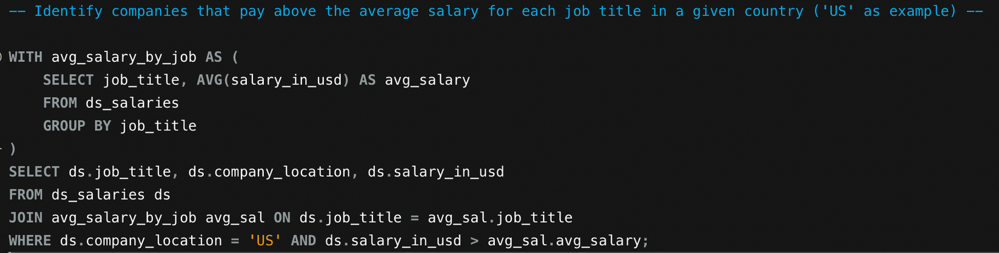 -- Identify companies that pay above the average salary for each job title in a given country ('US' as example) --
WITH avg_salary_by_job AS (
SELECT job_title, AVG(salary_in_usd) AS avg_salary
FROM ds_salaries
GROUP BY job_title
)
SELECT ds.job_title, ds.company_location, ds.salary_in_usd
FROM ds_salaries ds
JOIN avg_salary_by_job avg_sal ON ds.job_title = avg_sal.job_title
WHERE ds.company_location = 'US' AND ds.salary_in_usd > avg_sal.avg_salary;